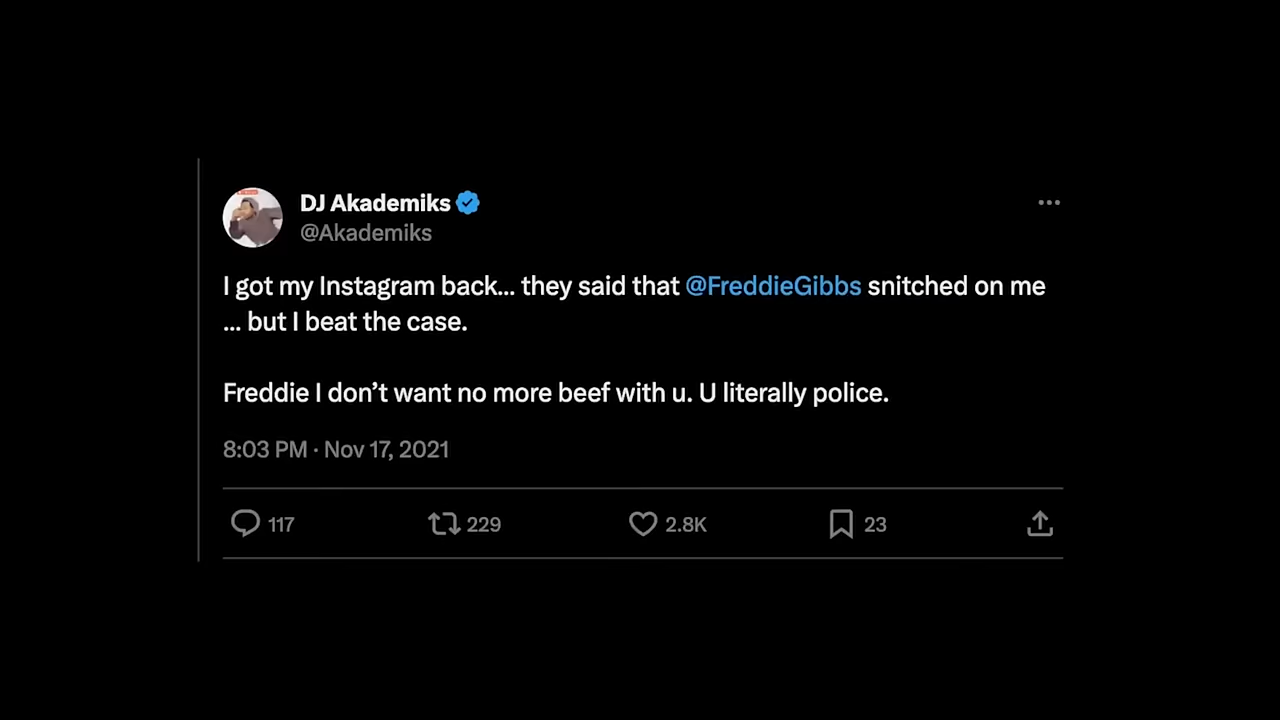 DJ Akademiks
@Akademiks
I got my Instagram back... they said that @FreddieGibbs snitched on me
... but I beat the case.
Freddie I don’t want no more beef with u. U literally police.
8:03 PM · Nov 17, 2021
117 229 2.8K 23